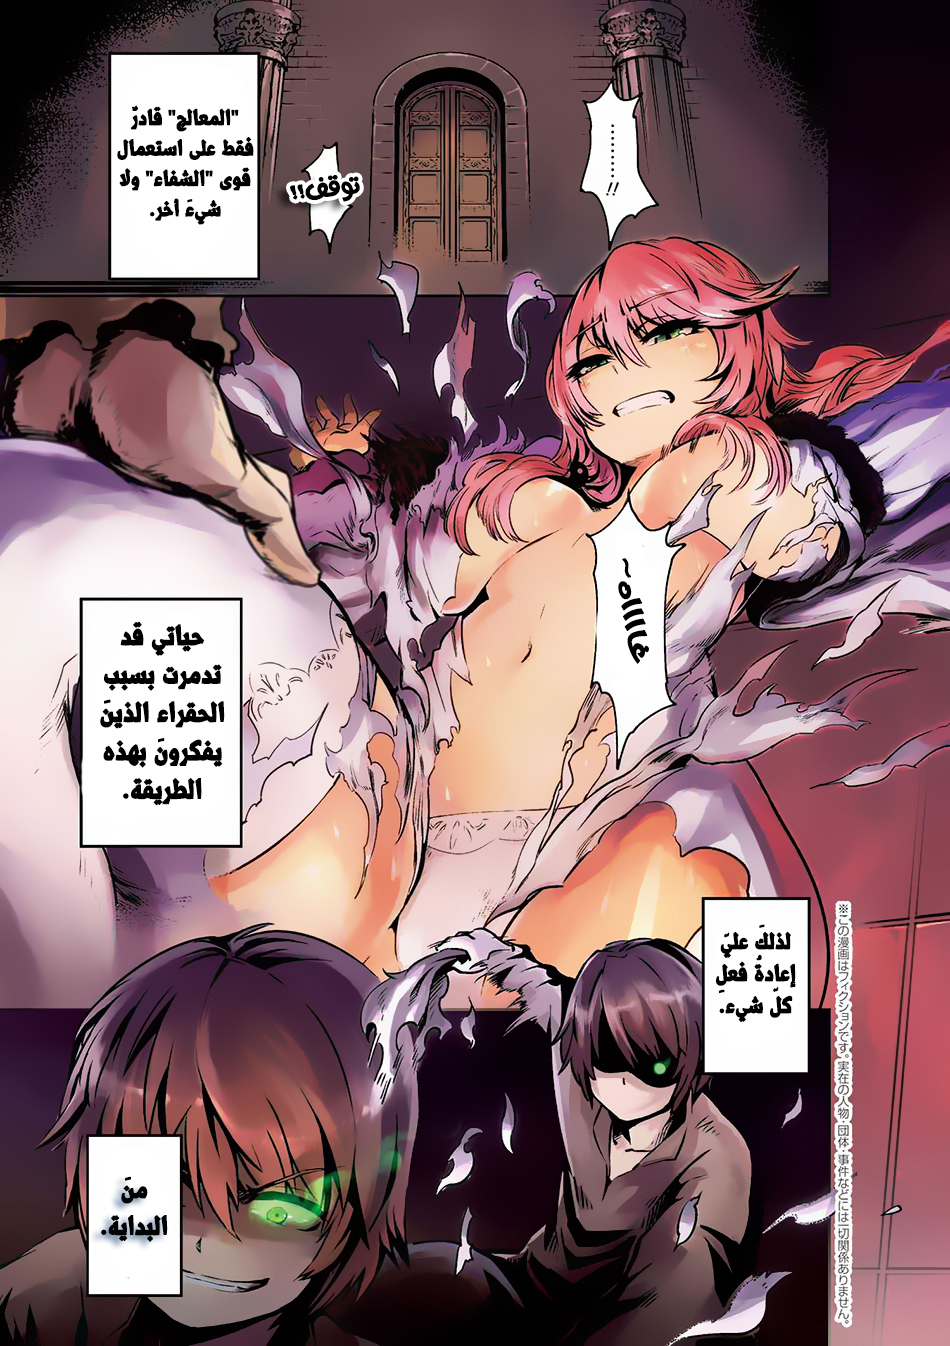 ........!!
توقف!!
"المعالج" قادرٌ
فقط على استعمال
قوى "الشفاء" ولا
شيءَ أخر.
غااااه~
حياتي قد
تدمرت بسبب
الحقراء الذينَ
يفكرونَ بهذه
الطريقة.
لذلكَ عليّ
إعادةُ فعلِ
كلّ شيء.
منَ
البداية.
※この漫画はフィクションです。実在の人物・団体・事件などには一切関係ありません。